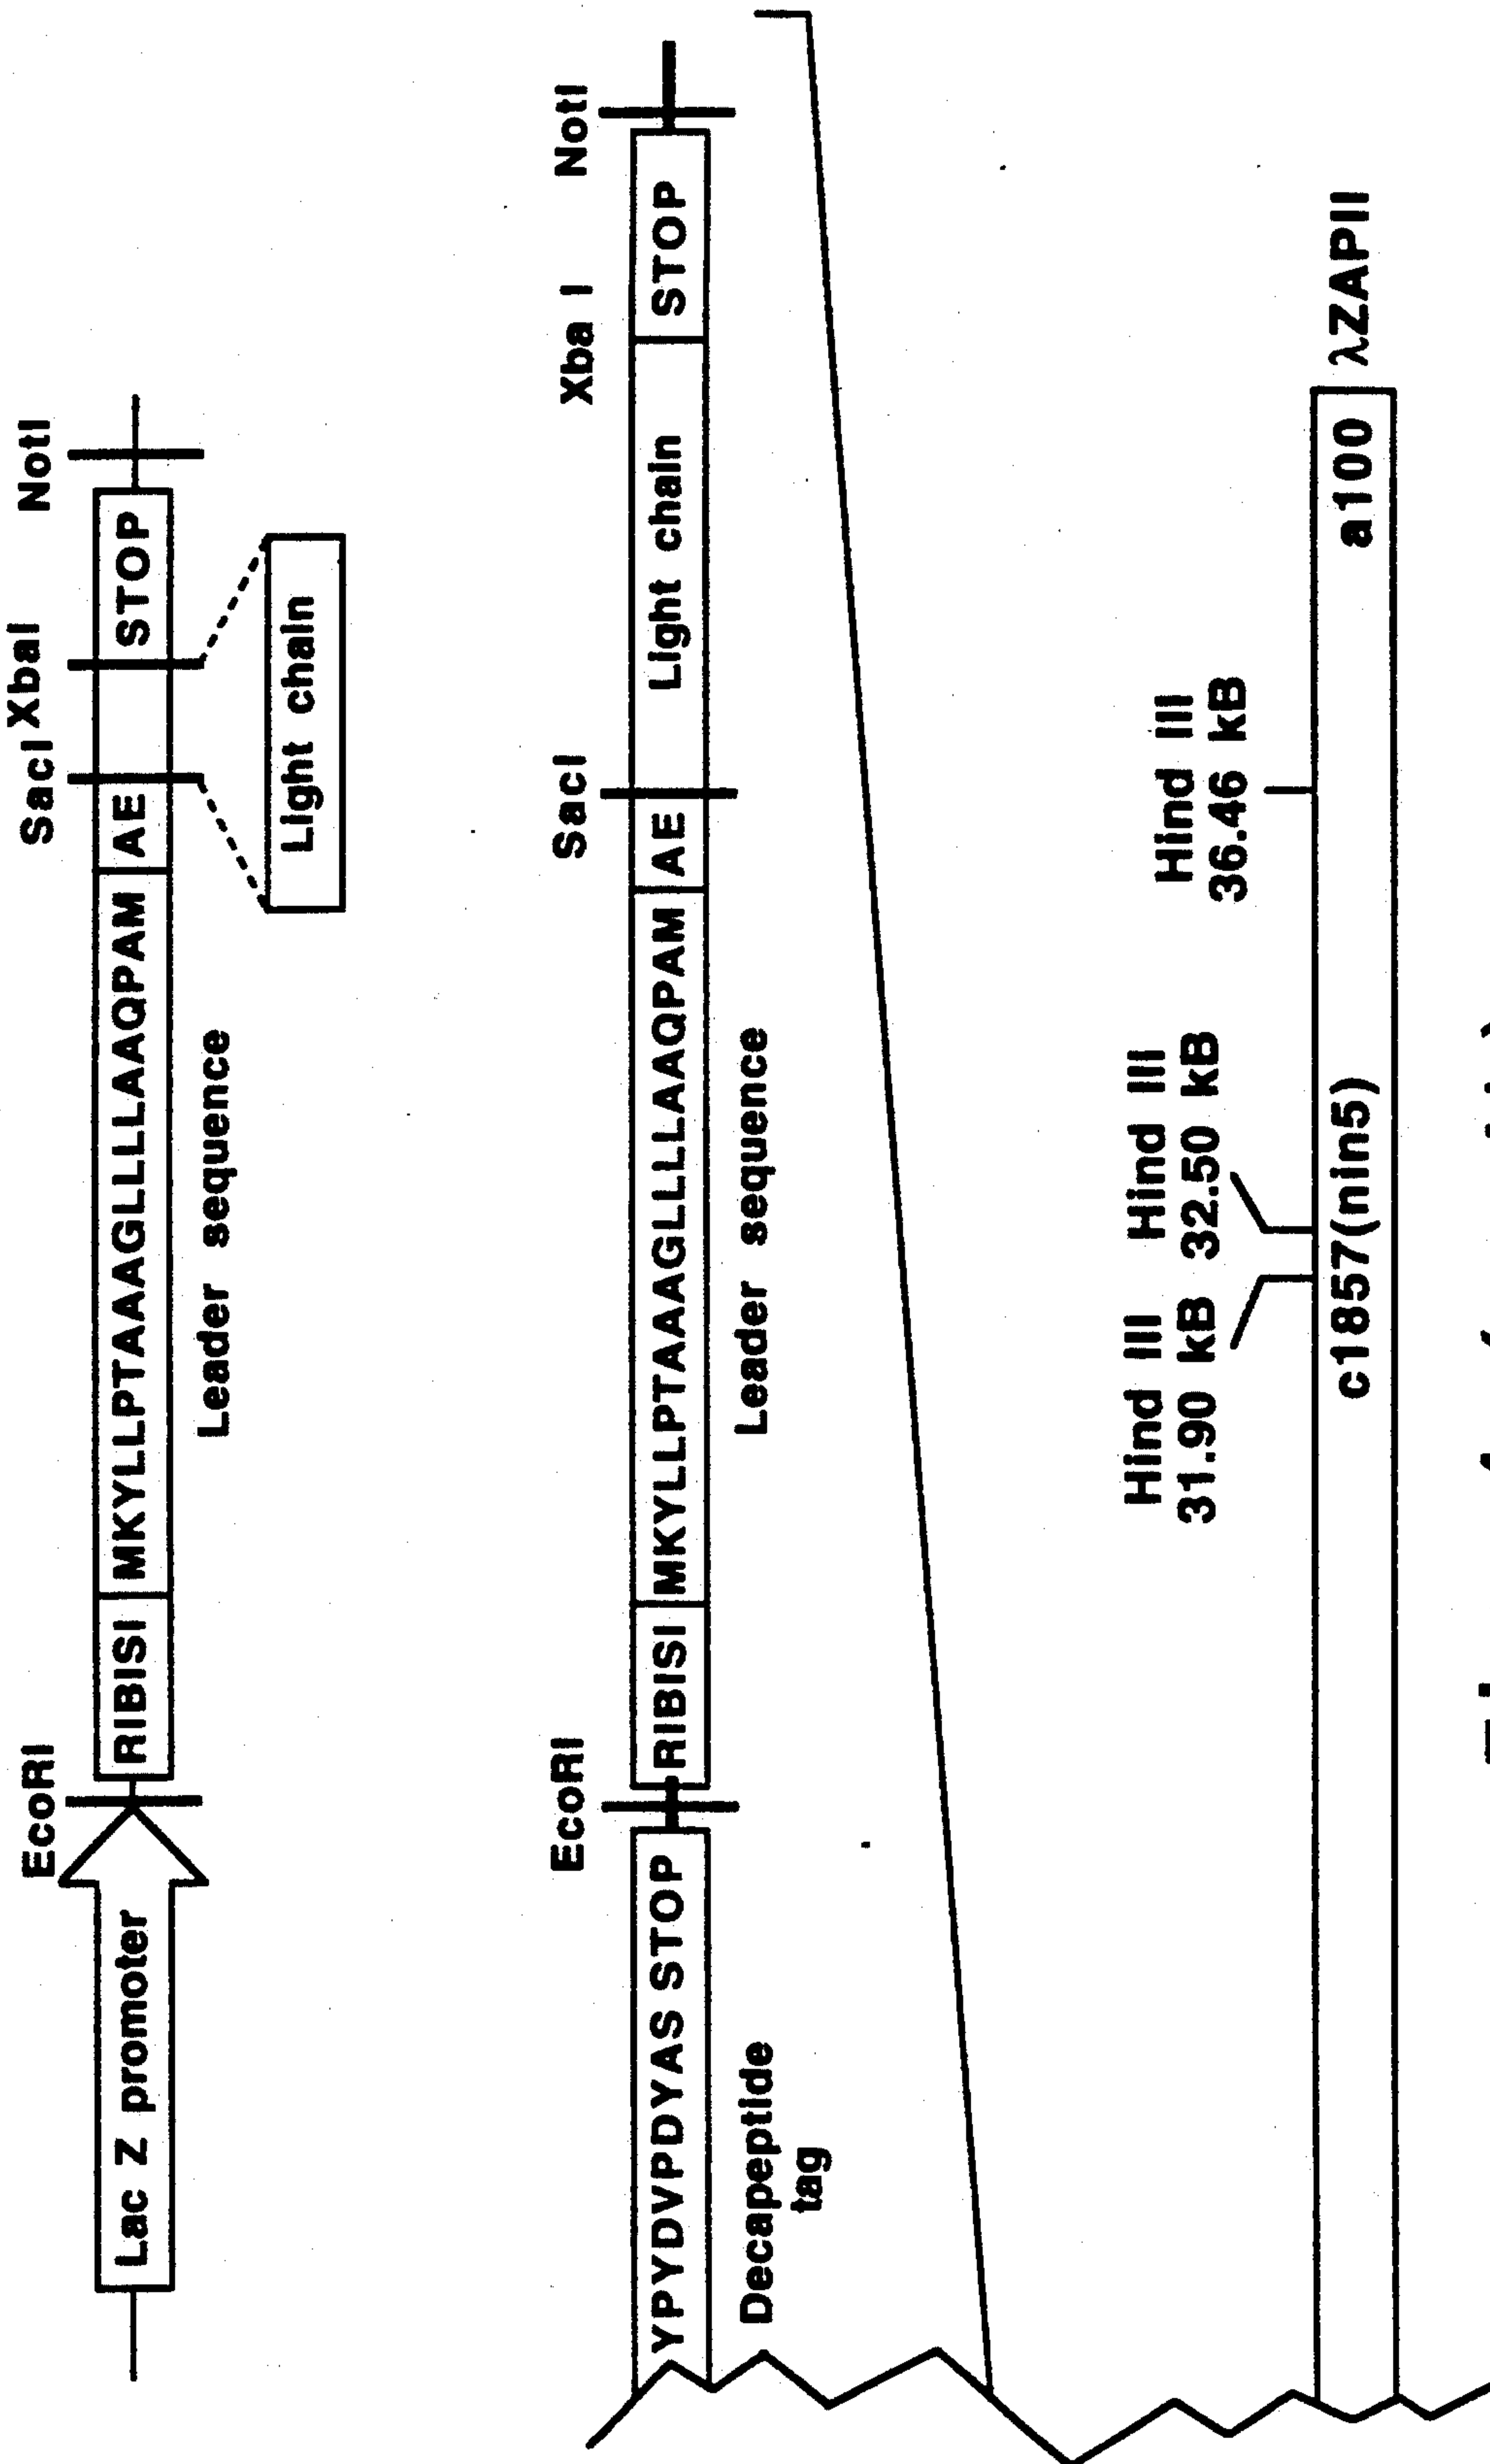 SacI XbaI NotI
EcoRI
Lac Z promoter RIBISI MKYLLPTAAAGLLLLAAQPAM AE STOP
Leader sequence
Light chain
EcoRI SacI Xba I NotI
YPYDVPDYAS STOP RIBISI MKYLLPTAAAGLLLLAAQPAM AE Light chain STOP
Decapeptide Leader sequence
tag
Hind III Hind III Hind III
31.90 kB 32.50 kB 36.46 kB
c1857(nin5) a100 λZAPII